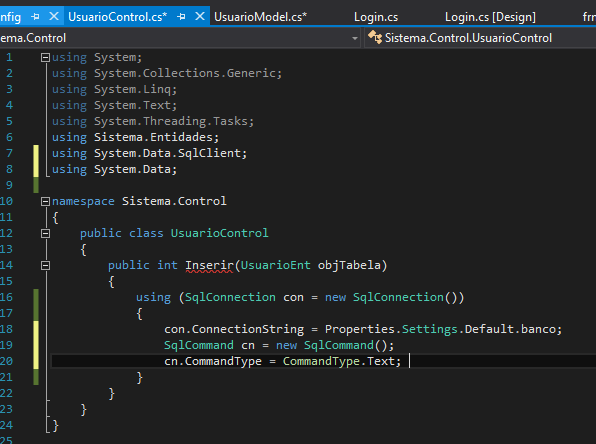 nfig UsuarioControl.cs* UsuarioModel.cs* Login.cs Login.cs [Design] frn
ema.Control Sistema.Control.UsuarioControl
1 using System;
2 using System.Collections.Generic;
3 using System.Linq;
4 using System.Text;
5 using System.Threading.Tasks;
6 using Sistema.Entidades;
7 using System.Data.SqlClient;
8 using System.Data;
9
10 namespace Sistema.Control
11 {
12 public class UsuarioControl
13 {
14 public int Inserir(UsuarioEnt objTabela)
15 {
16 using (SqlConnection con = new SqlConnection())
17 {
18 con.ConnectionString = Properties.Settings.Default.banco;
19 SqlCommand cn = new SqlCommand();
20 cn.CommandType = CommandType.Text;
21 }
22 }
23 }
24 }
25